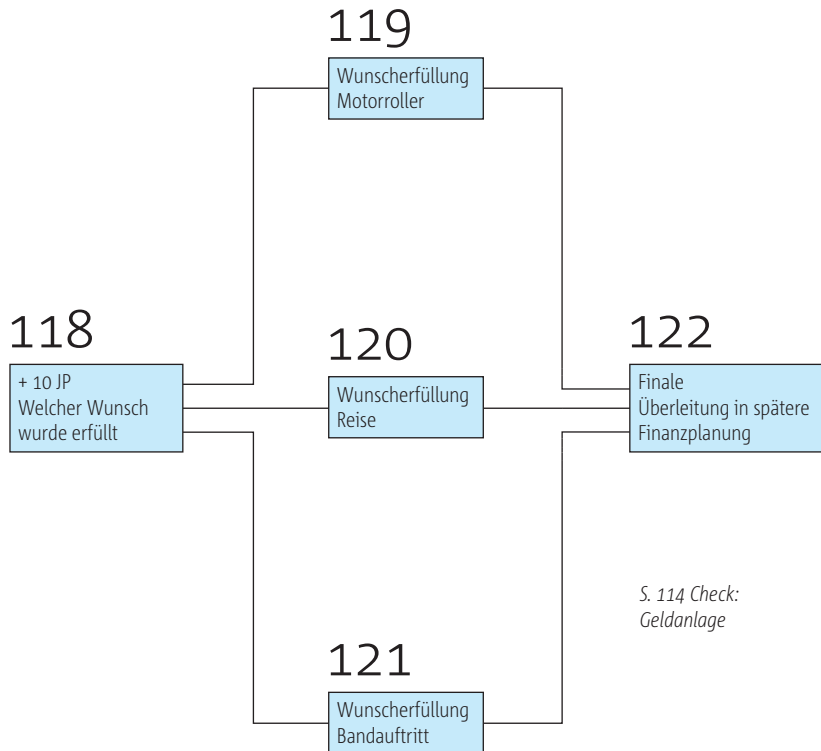 119
Wunscherfüllung
Motorroller
118
+ 10 JP
Welcher Wunsch
wurde erfüllt
120
Wunscherfüllung
Reise
122
Finale
Überleitung in spätere
Finanzplanung
S. 114 Check:
Geldanlage
121
Wunscherfüllung
Bandauftritt